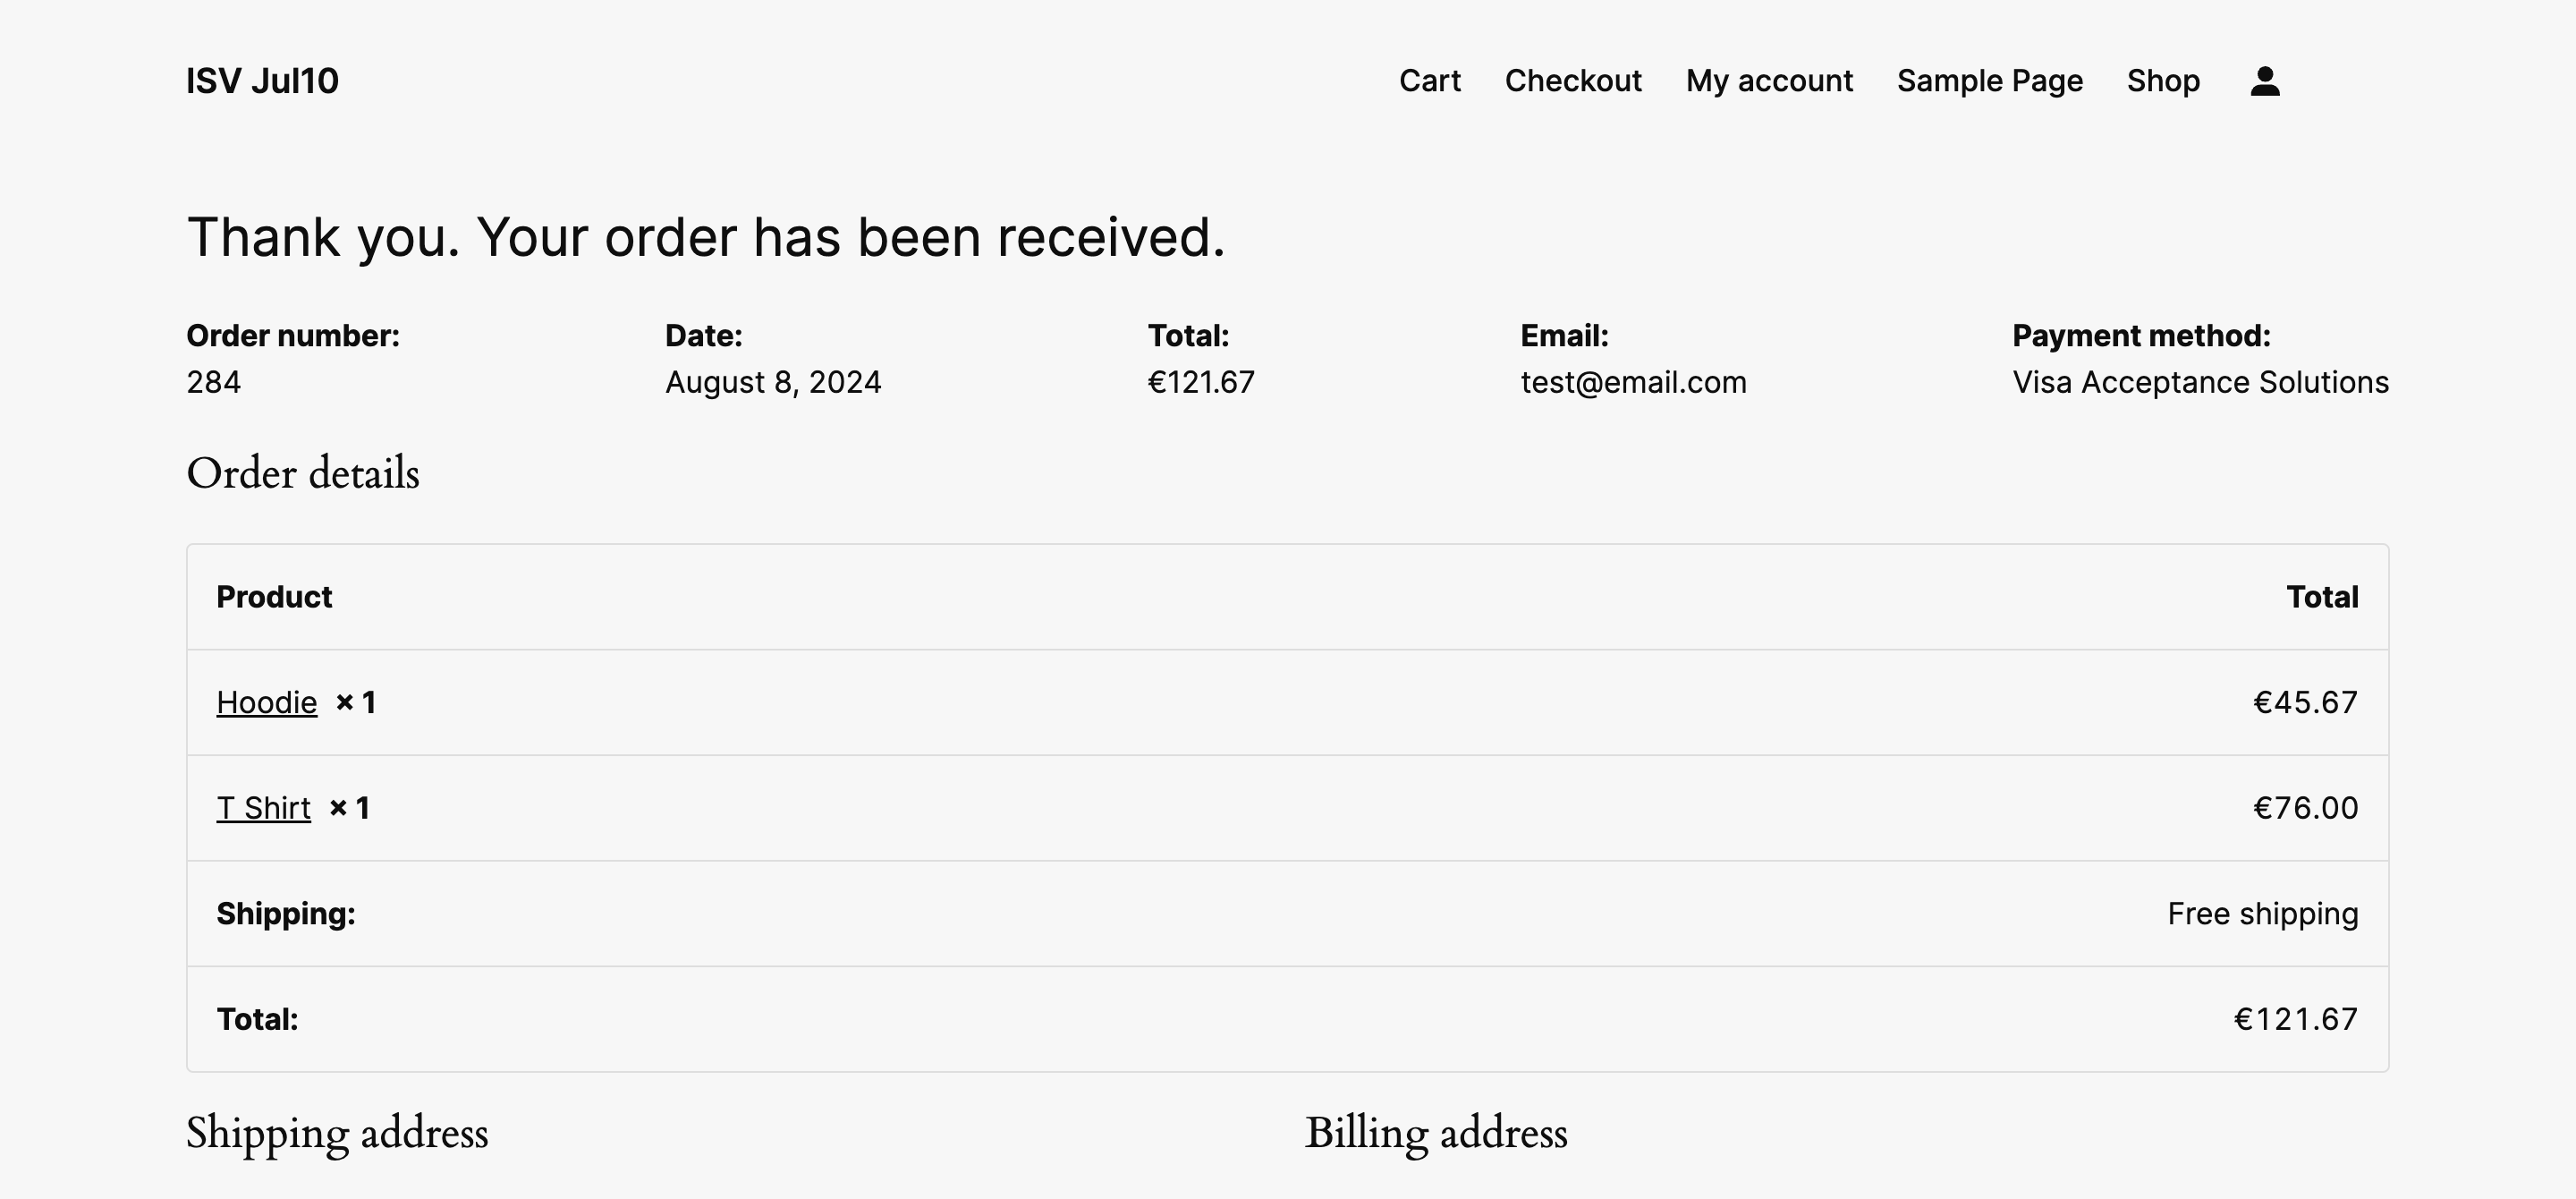 ISV Jul10
Cart Checkout My account Sample Page Shop
Thank you. Your order has been received.
Order number: Date: Total: Email: Payment method:
284 August 8, 2024 €121.67 test@email.com Visa Acceptance Solutions
Order details
Product Total
Hoodie × 1 €45.67
T Shirt × 1 €76.00
Shipping: Free shipping
Total: €121.67
Shipping address Billing address